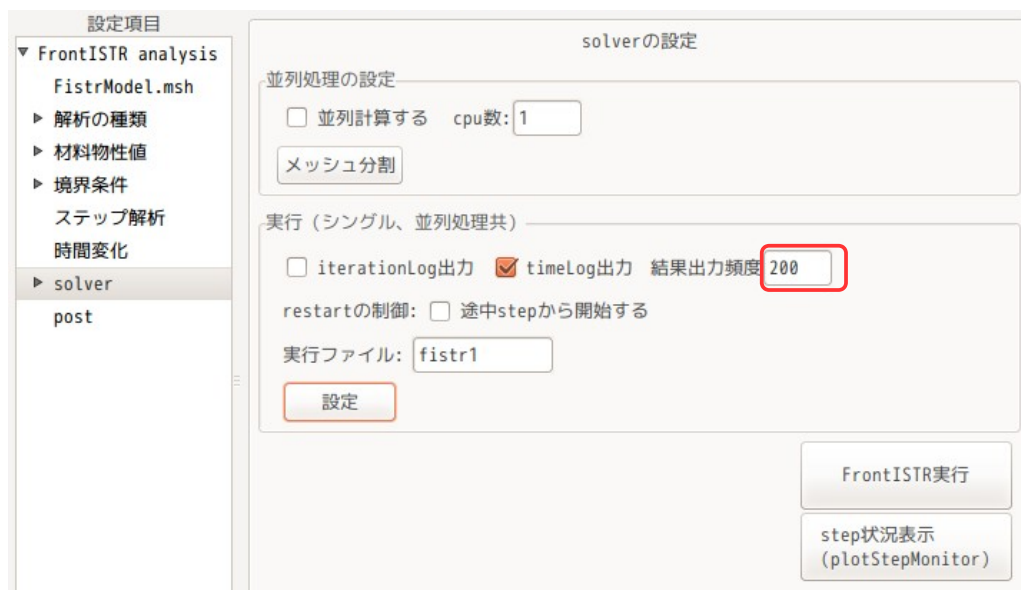 設定項目
FrontISTR analysis
FistrModel.msh
解析の種類
材料物性値
境界条件
ステップ解析
時間変化
solver
post
solverの設定
並列処理の設定
並列計算する cpu数: 1
メッシュ分割
実行（シングル、並列処理共）
iterationLog出力 timeLog出力 結果出力頻度 200
restartの制御: 途中stepから開始する
実行ファイル: fistr1
設定
FrontISTR実行
step状況表示
(plotStepMonitor)